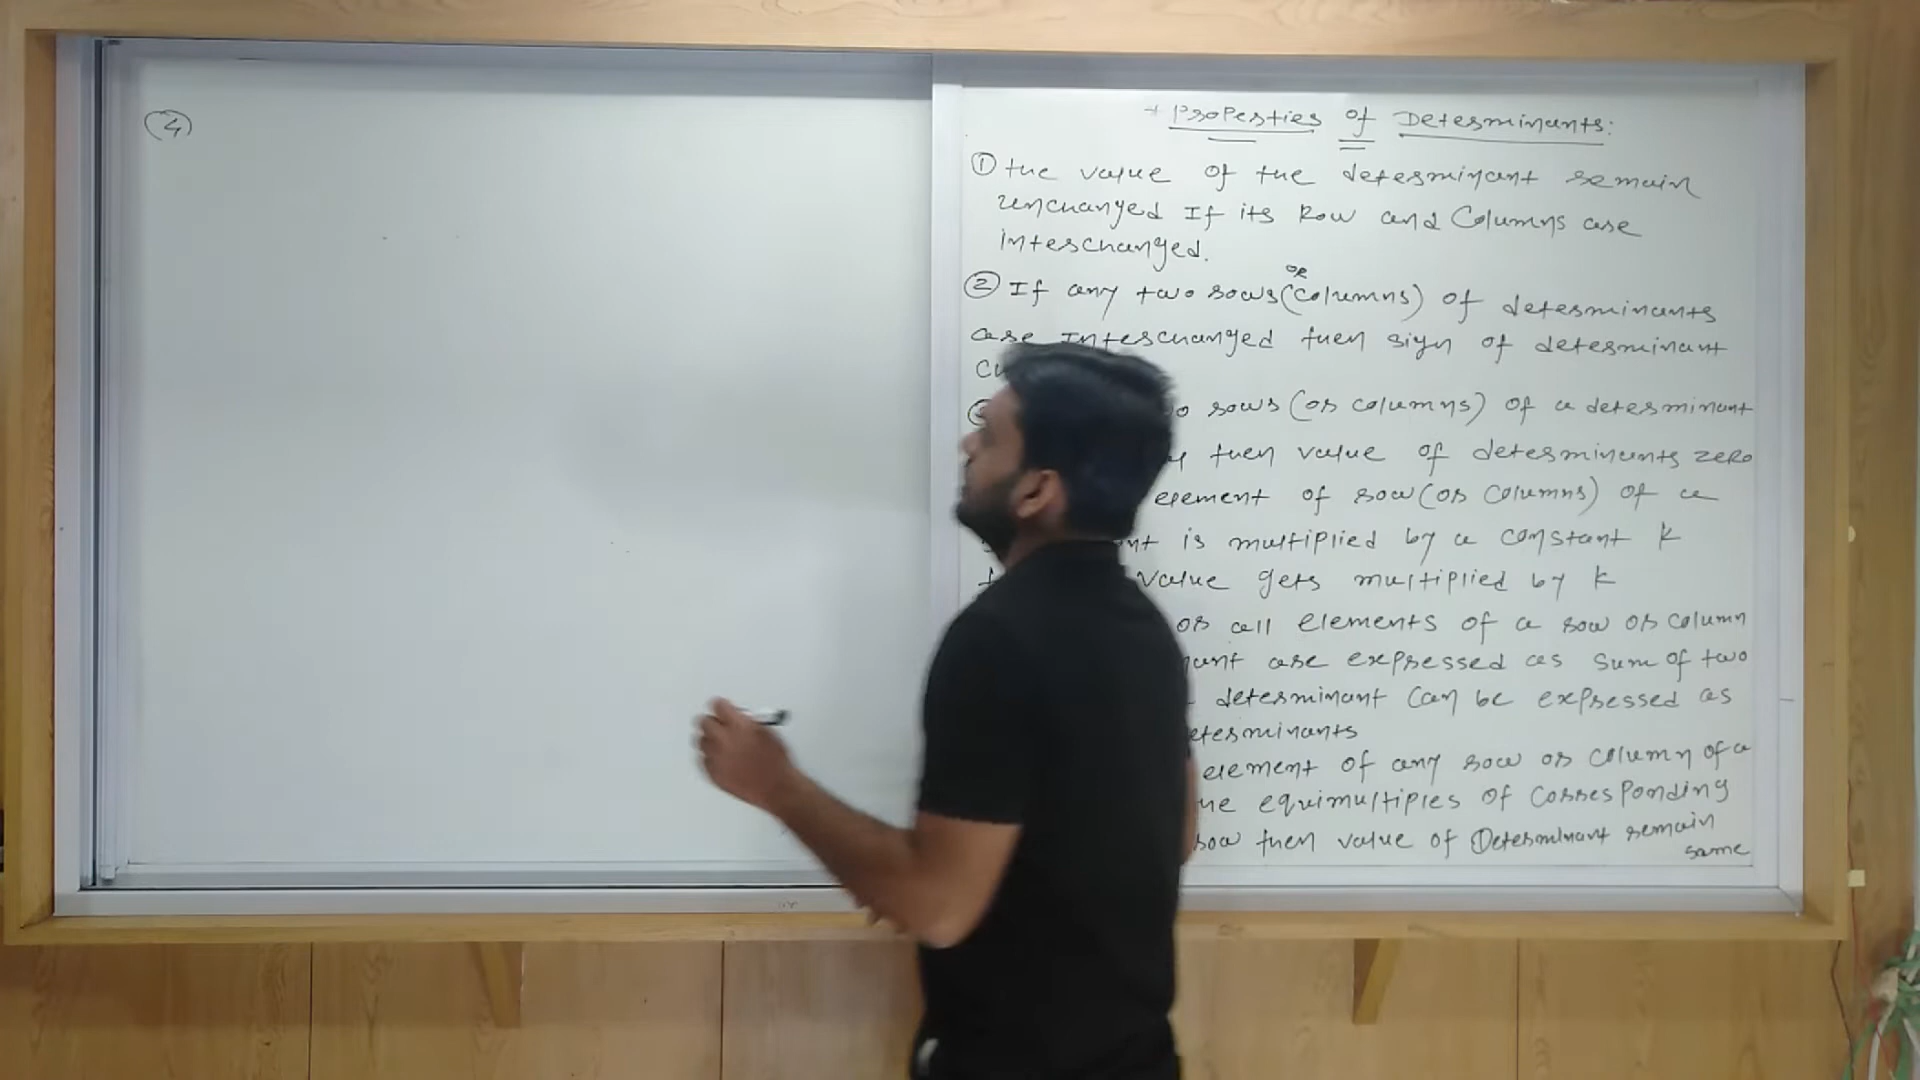 ④
Properties of Determinants:
① the value of the determinant remain
unchanged If its Row and Columns are
interchanged.
② If any two rows (or columns) of determinants
are Interchanged then sign of determinant
rows (or columns) of a determinant
then value of determinants zero
element of row (or columns) of a
is multiplied by a constant k
value gets multiplied by k
or all elements of a row or column
are expressed as sum of two
determinant can be expressed as
element of any row or column of a
equimultiples of corresponding
row then value of Determinant remain
same